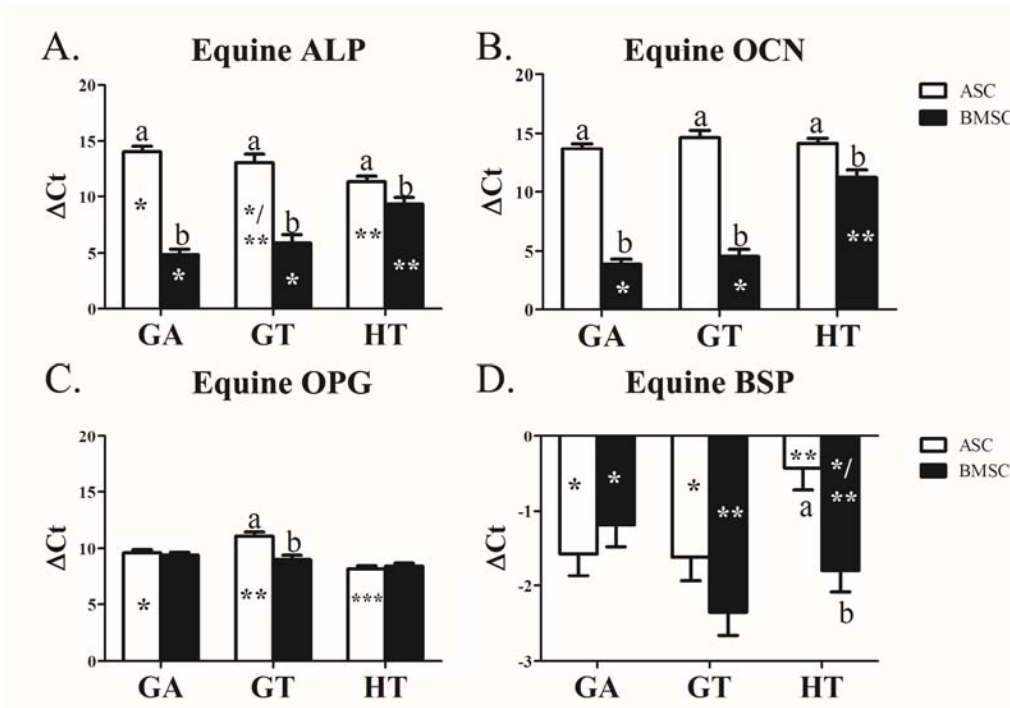 A. Equine ALP
20
15
10
5
0
ΔCt
a
*
b
*
a
*/
**
b
*
a
**
b
**
GA GT HT
B. Equine OCN
20
15
10
5
0
ΔCt
a
b
*
a
b
*
a
b
**
GA GT HT
ASC
BMSC
C. Equine OPG
20
15
10
5
0
ΔCt
*
a
**
b
***
GA GT HT
D. Equine BSP
0
-1
-2
-3
ΔCt
*
*
*
**
**
a
*/
**
b
GA GT HT
ASC
BMSC